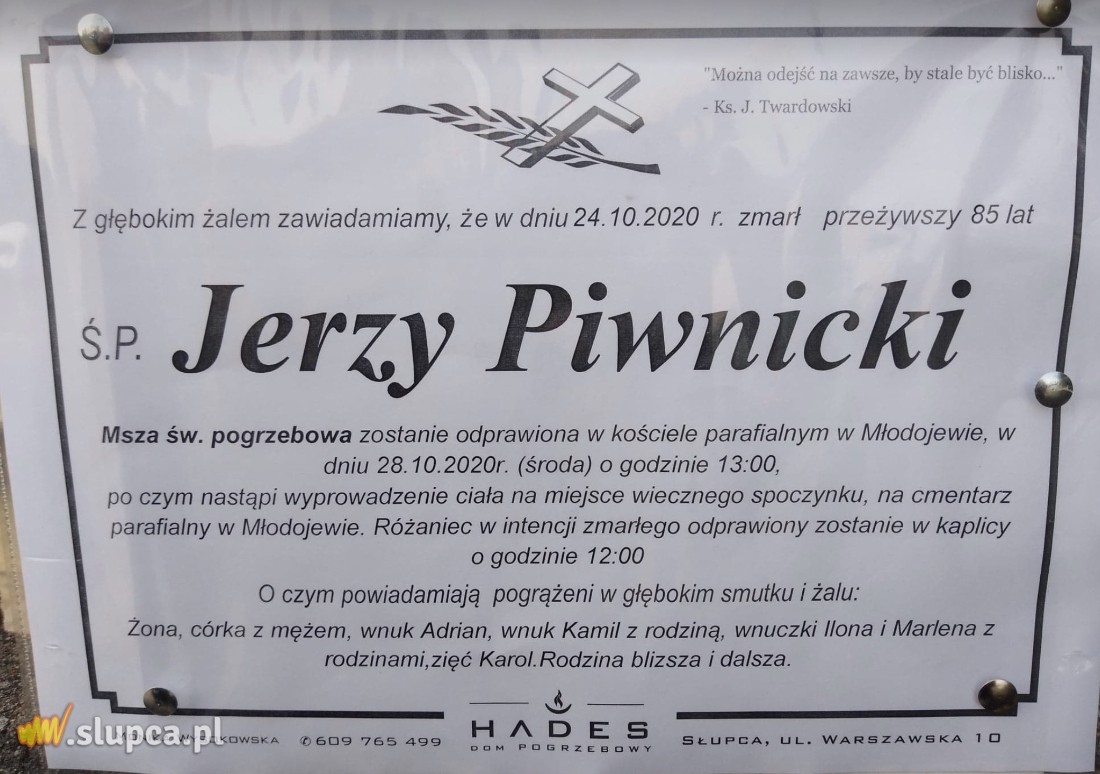 "Można odejść na zawsze, by stale być blisko..."
- Ks. J. Twardowski
Z głębokim żalem zawiadamiamy, że w dniu 24.10.2020 r. zmarł przeżywszy 85 lat
Ś.P. Jerzy Piwnicki
Msza św. pogrzebowa zostanie odprawiona w kościele parafialnym w Młodojewie, w
dniu 28.10.2020r. (środa) o godzinie 13:00,
po czym nastąpi wyprowadzenie ciała na miejsce wiecznego spoczynku, na cmentarz
parafialny w Młodojewie. Różaniec w intencji zmarłego odprawiony zostanie w kaplicy
o godzinie 12:00
O czym powiadamiają pogrążeni w głębokim smutku i żalu:
Żona, córka z mężem, wnuk Adrian, wnuk Kamil z rodziną, wnuczki Ilona i Marlena z
rodzinami,zięć Karol.Rodzina blizsza i dalsza.
✆609 765 499
HADES
DOM POGRZEBOWY
SŁUPCA, UL. WARSZAWSKA 10
.slupca.pl